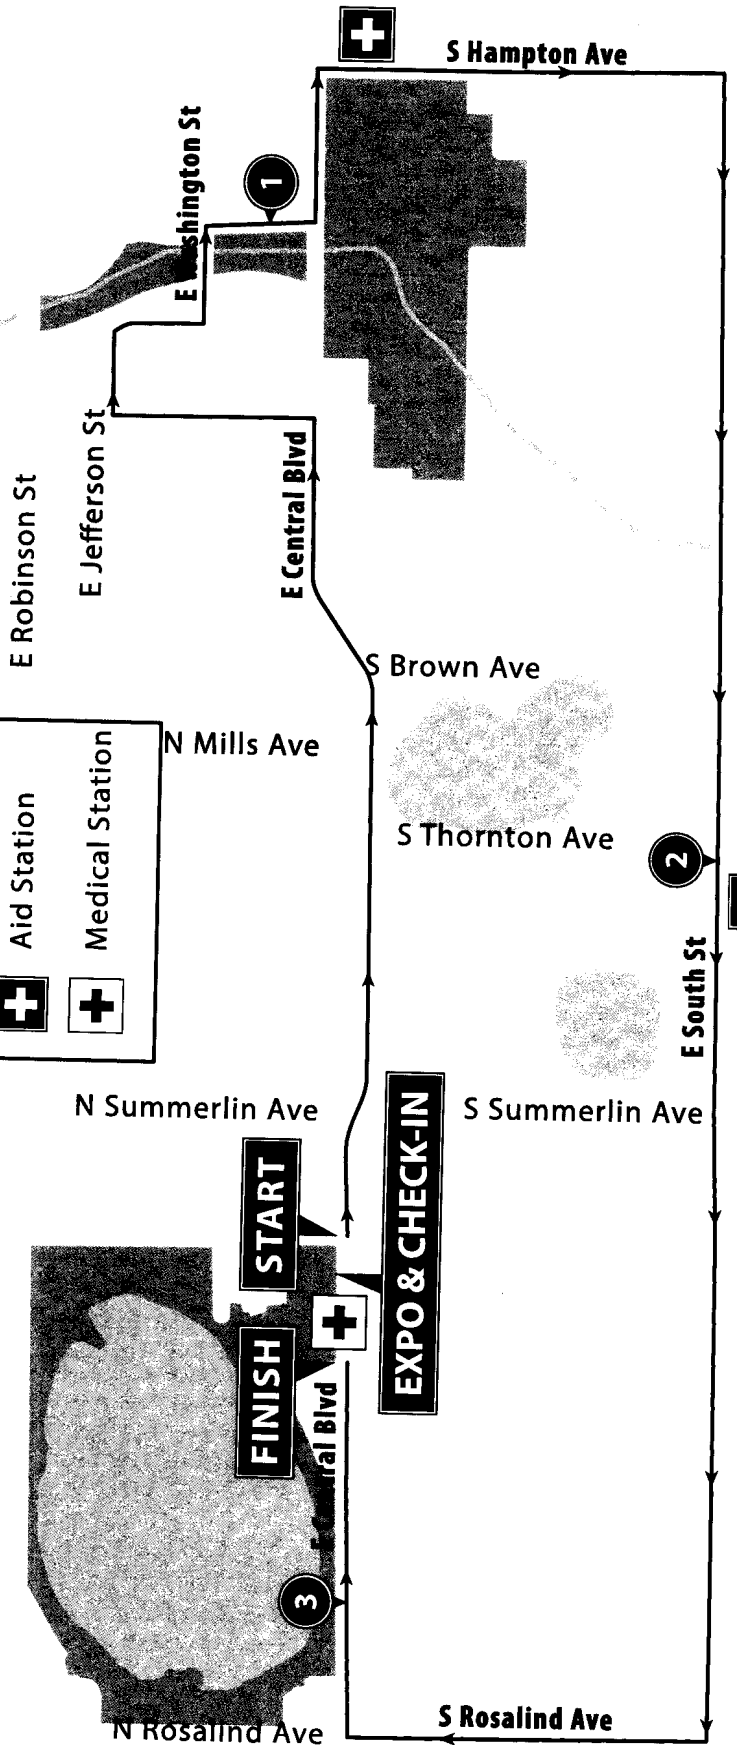 S Hampton Ave
E Washington St
1
E Robinson St
E Jefferson St
E Central Blvd
S Brown Ave
N Mills Ave
Aid Station
Medical Station
S Thornton Ave
2
E South St
N Summerlin Ave
S Summerlin Ave
START
EXPO & CHECK-IN
FINISH
E Central Blvd
3
N Rosalind Ave
S Rosalind Ave